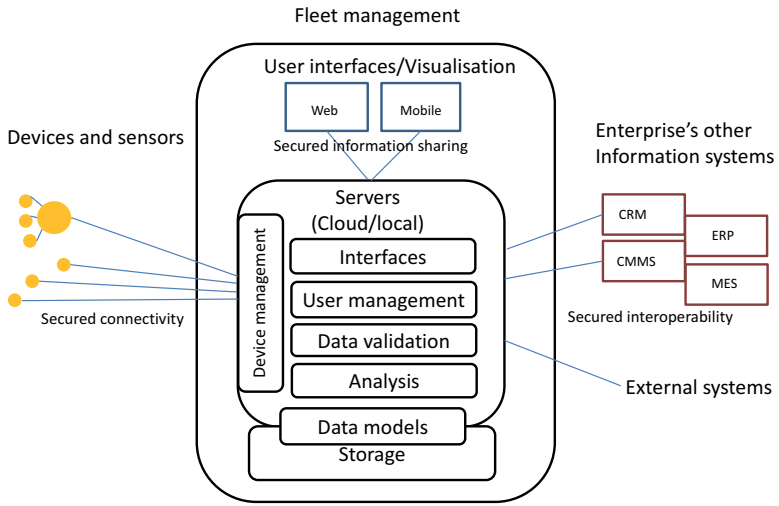 Fleet management
User interfaces/Visualisation
Web
Mobile
Secured information sharing
Devices and sensors
Secured connectivity
Servers
(Cloud/local)
Device management
Interfaces
User management
Data validation
Analysis
Data models
Storage
Enterprise's other
Information systems
CRM
ERP
CMMS
MES
Secured interoperability
External systems